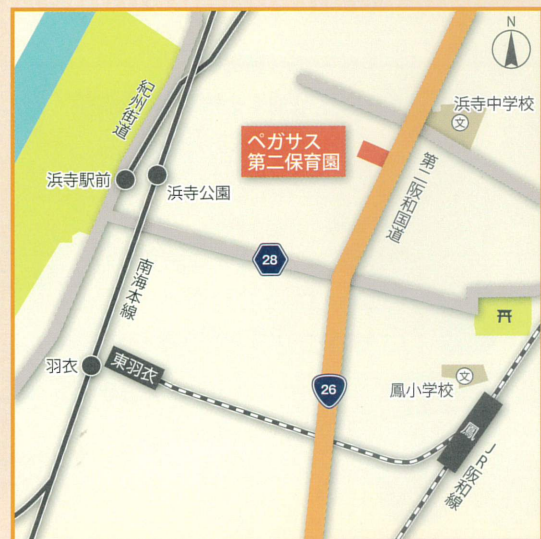 N
紀州街道
浜寺中学校
文
ペガサス
第二保育園
浜寺駅前
浜寺公園
第二阪和国道
28
南海本線
羽衣
東羽衣
26
鳳小学校
文
鳳
JR阪和線